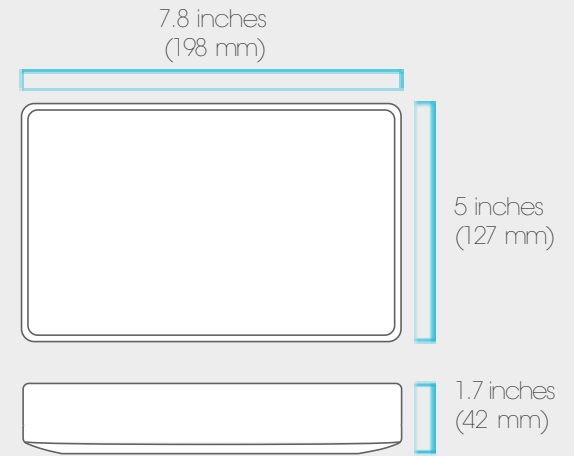 7.8 inches
(198 mm)
5 inches
(127 mm)
1.7 inches
(42 mm)